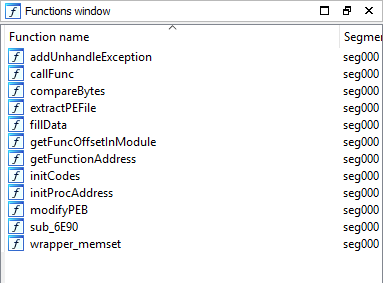 Functions window
Function name Segmen
addUnhandleException seg000
callFunc seg000
compareBytes seg000
extractPEFile seg000
fillData seg000
getFuncOffsetInModule seg000
getFunctionAddress seg000
initCodes seg000
initProcAddress seg000
modifyPEB seg000
sub_6E90 seg000
wrapper_memset seg000